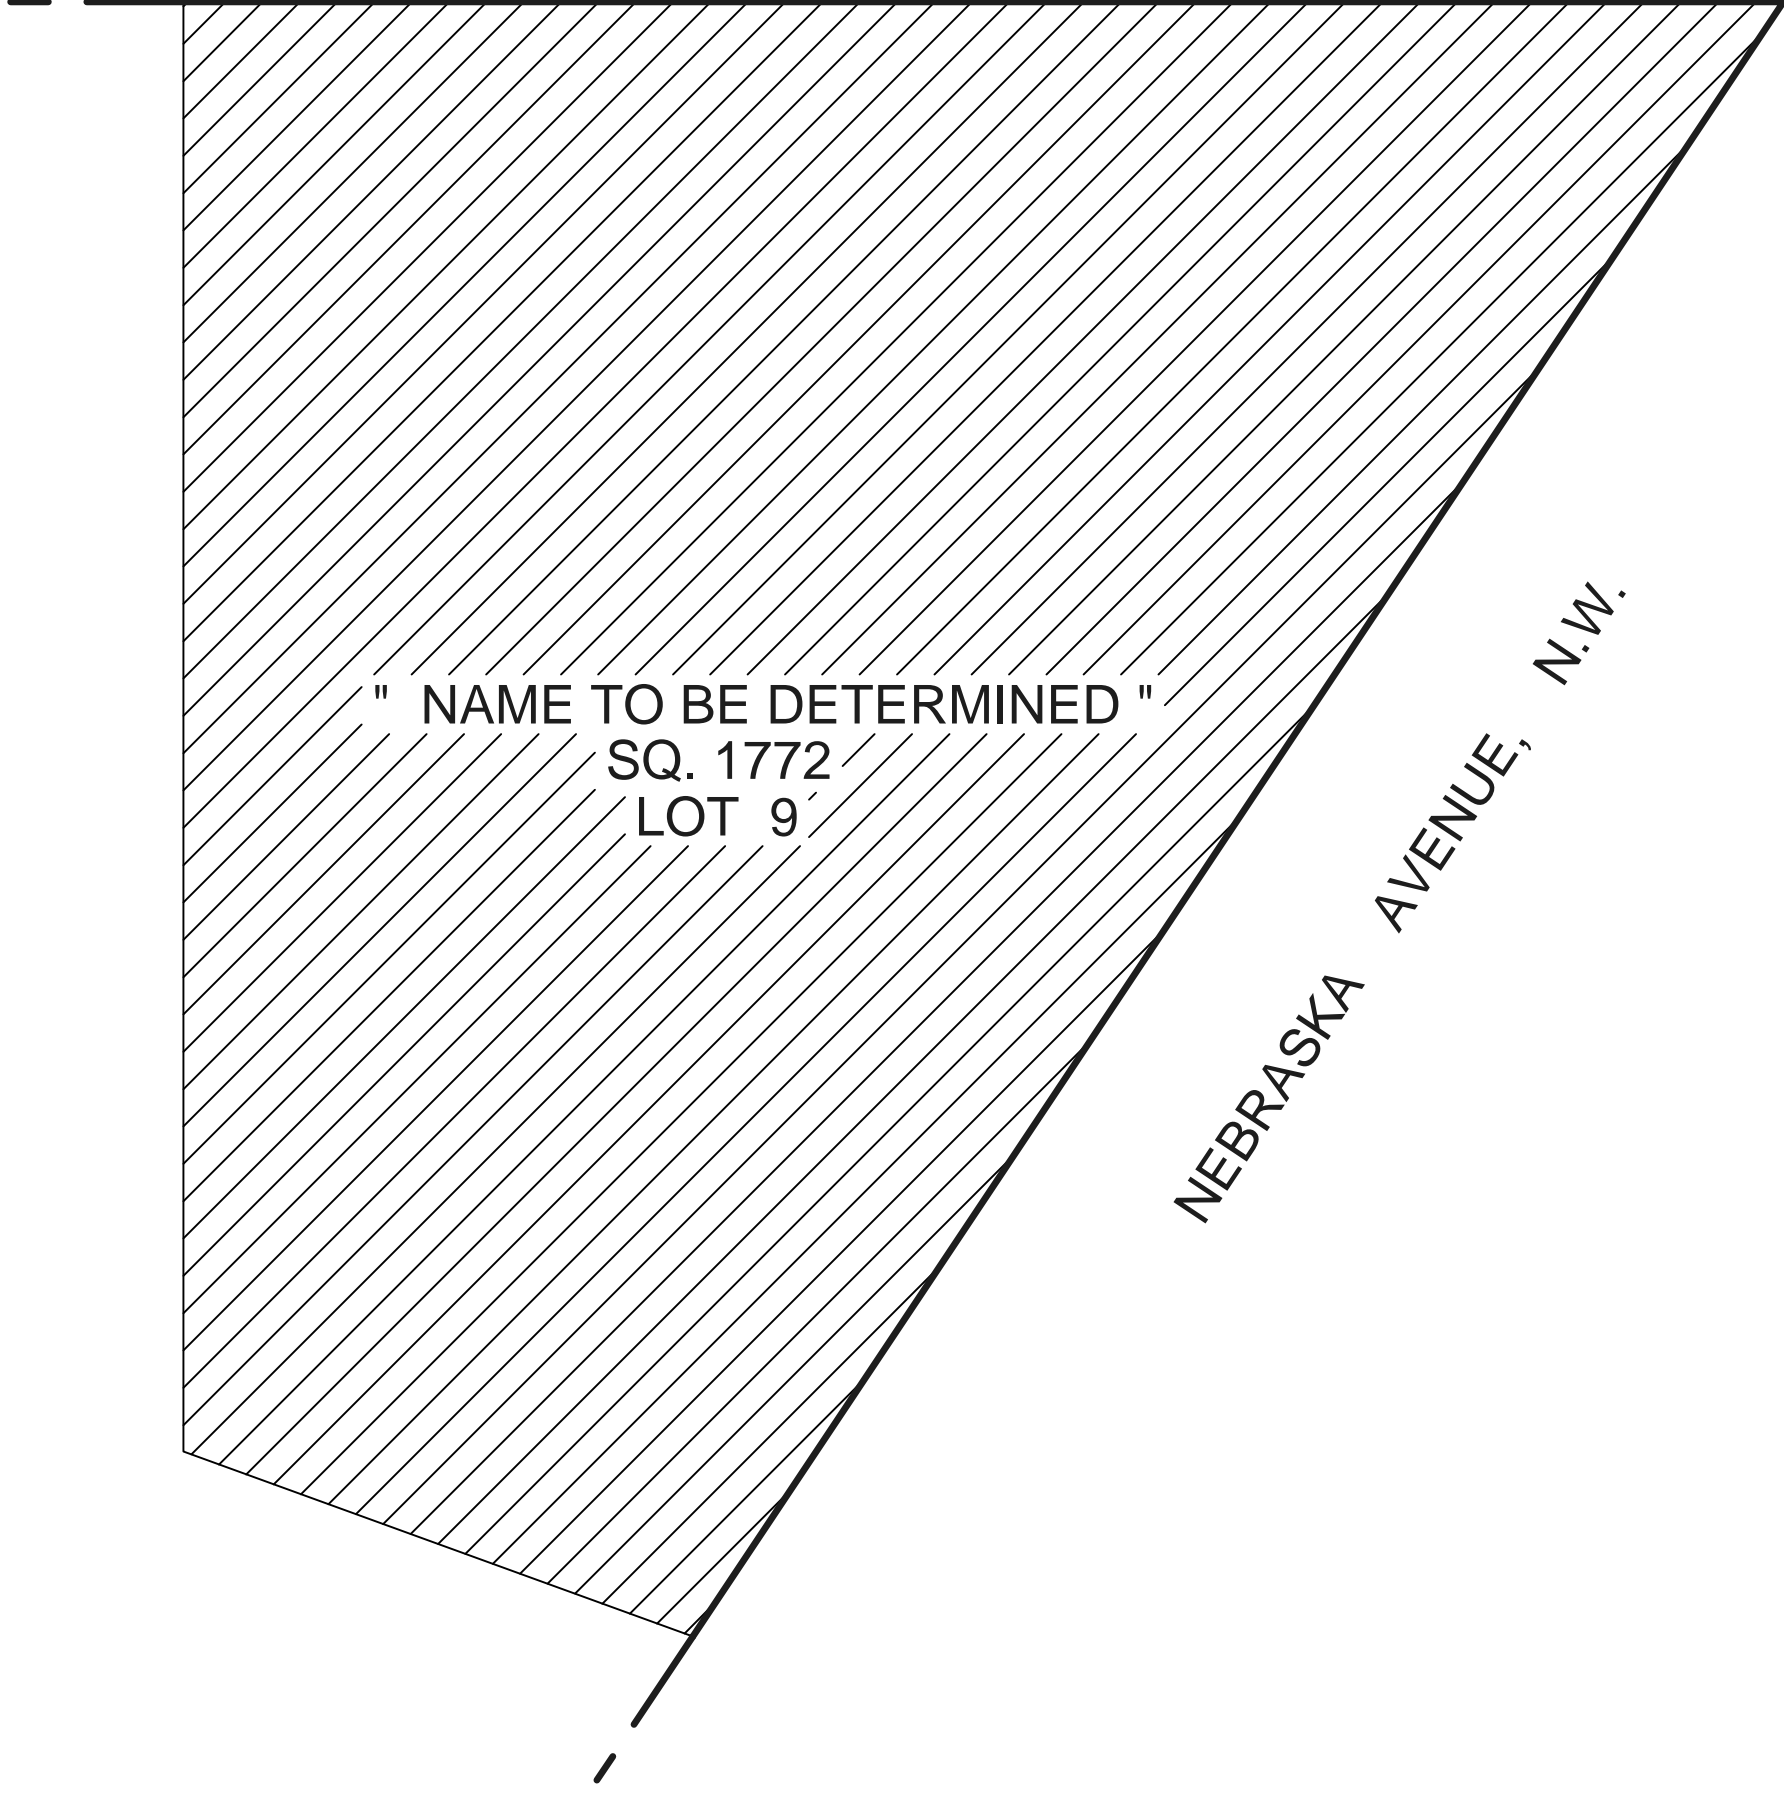 " NAME TO BE DETERMINED "
SQ. 1772
LOT 9
NEBRASKA AVENUE, N.W.